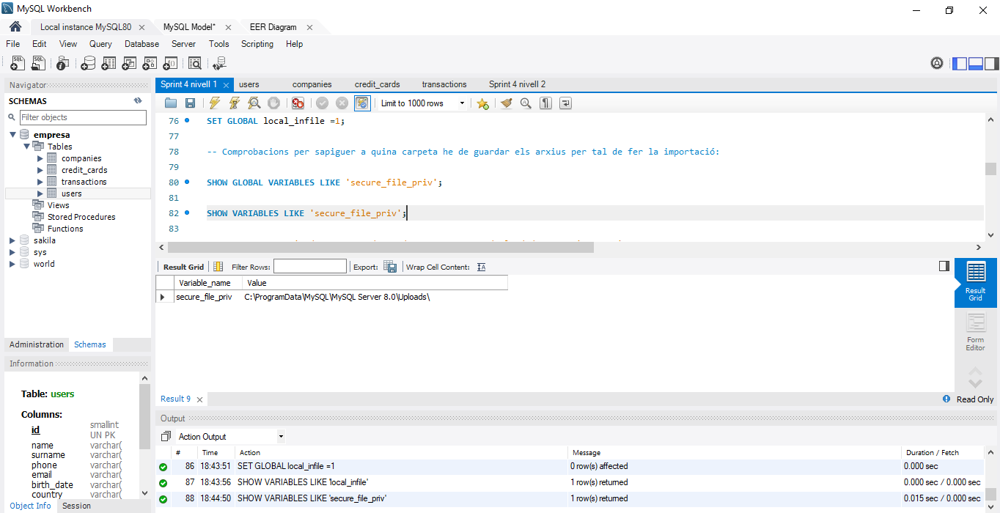 MySQL Workbench
Local instance MySQL80
MySQL Model*
EER Diagram
File Edit View Query Database Server Tools Scripting Help
Navigator
SCHEMAS
Filter objects
empresa
Tables
companies
credit_cards
transactions
users
Views
Stored Procedures
Functions
sakila
sys
world
Administration Schemas
Information
Table: users
Columns:
id smallint
UN PK
name varchar(
surname varchar(
phone varchar(
email varchar(
birth_date varchar(
country varchar(
Object Info Session
Sprint 4 nivell 1 users companies credit_cards transactions Sprint 4 nivell 2
Limit to 1000 rows
76 SET GLOBAL local_infile =1;
77
78 -- Comprobacions per sapiguer a quina carpeta he de guardar els arxius per tal de fer la importació:
79
80 SHOW GLOBAL VARIABLES LIKE 'secure_file_priv';
81
82 SHOW VARIABLES LIKE 'secure_file_priv';
83
Result Grid Filter Rows: Export: Wrap Cell Content:
Variable_name Value
secure_file_priv C:\ProgramData\MySQL\MySQL Server 8.0\Uploads\
Result
Grid
Form
Editor
Result 9
Read Only
Output
Action Output
# Time Action Message Duration / Fetch
86 18:43:51 SET GLOBAL local_infile =1 0 row(s) affected 0.000 sec
87 18:43:56 SHOW VARIABLES LIKE 'local_infile' 1 row(s) returned 0.000 sec / 0.000 sec
88 18:44:50 SHOW VARIABLES LIKE 'secure_file_priv' 1 row(s) returned 0.015 sec / 0.000 sec